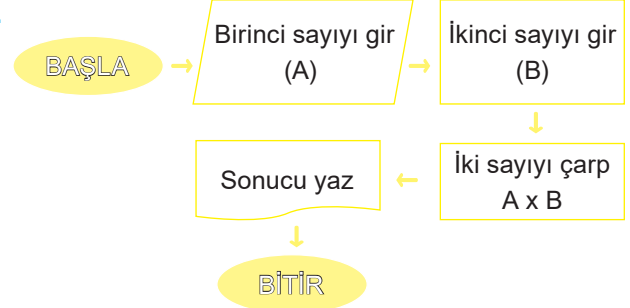 BAŞLA
Birinci sayıyı gir
(A)
İkinci sayıyı gir
(B)
İki sayıyı çarp
A x B
Sonucu yaz
BİTİR